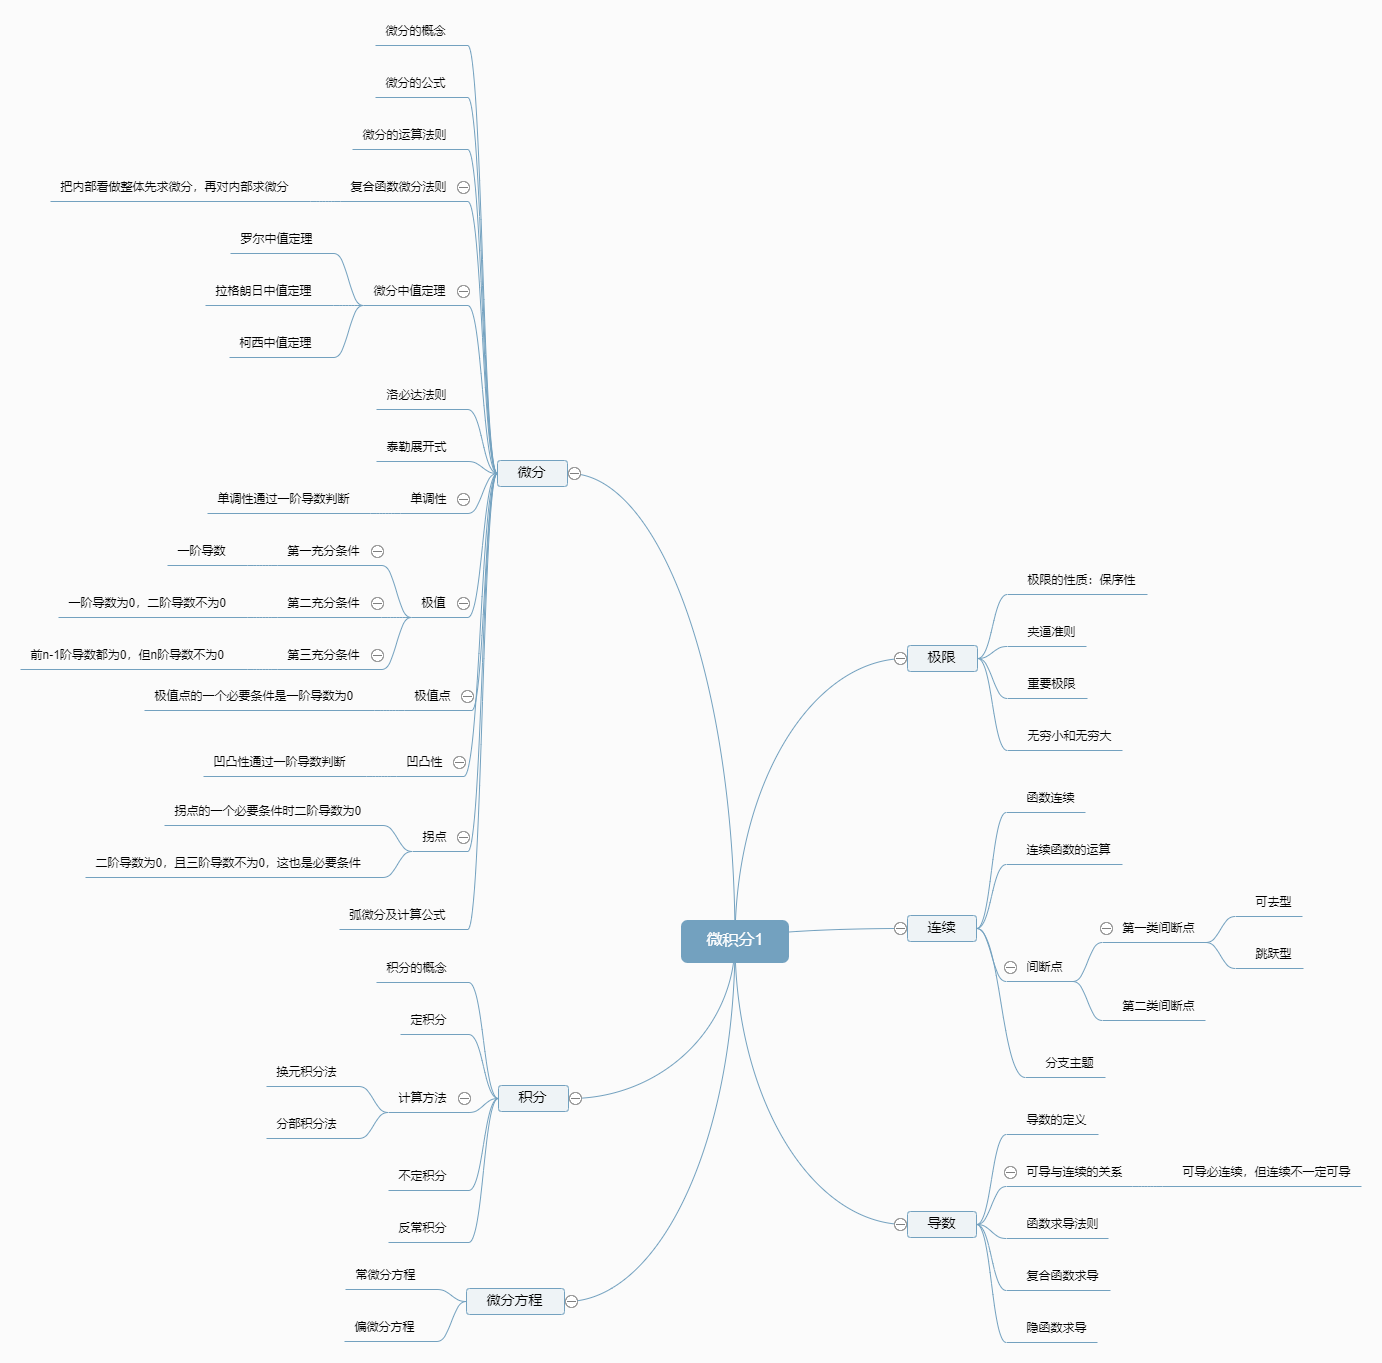 微积分1
极限
极限的性质：保序性
夹逼准则
重要极限
无穷小和无穷大
连续
函数连续
连续函数的运算
间断点
第一类间断点
可去型
跳跃型
第二类间断点
分支主题
导数
导数的定义
可导与连续的关系
可导必连续，但连续不一定可导
函数求导法则
复合函数求导
隐函数求导
微分
微分的概念
微分的公式
微分的运算法则
复合函数微分法则
把内部看做整体先求微分，再对内部求微分
微分中值定理
罗尔中值定理
拉格朗日中值定理
柯西中值定理
洛必达法则
泰勒展开式
单调性
单调性通过一阶导数判断
极值
第一充分条件
一阶导数
第二充分条件
一阶导数为0，二阶导数不为0
第三充分条件
前n-1阶导数都为0，但n阶导数不为0
极值点
极值点的一个必要条件是一阶导数为0
凹凸性
凹凸性通过一阶导数判断
拐点
拐点的一个必要条件时二阶导数为0
二阶导数为0，且三阶导数不为0，这也是必要条件
弧微分及计算公式
积分
积分的概念
定积分
计算方法
换元积分法
分部积分法
不定积分
反常积分
微分方程
常微分方程
偏微分方程